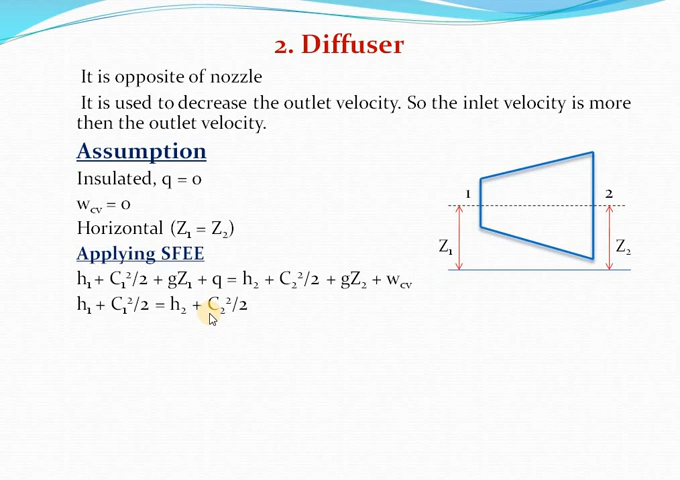 2. Diffuser
It is opposite of nozzle
It is used to decrease the outlet velocity. So the inlet velocity is more
then the outlet velocity.
Assumption
Insulated, q = 0
w_cv = 0
Horizontal (Z₁ = Z₂)
Applying SFEE
h₁ + C₁²/2 + gZ₁ + q = h₂ + C₂²/2 + gZ₂ + w_cv
h₁ + C₁²/2 = h₂ + C₂²/2
1
2
Z₁
Z₂